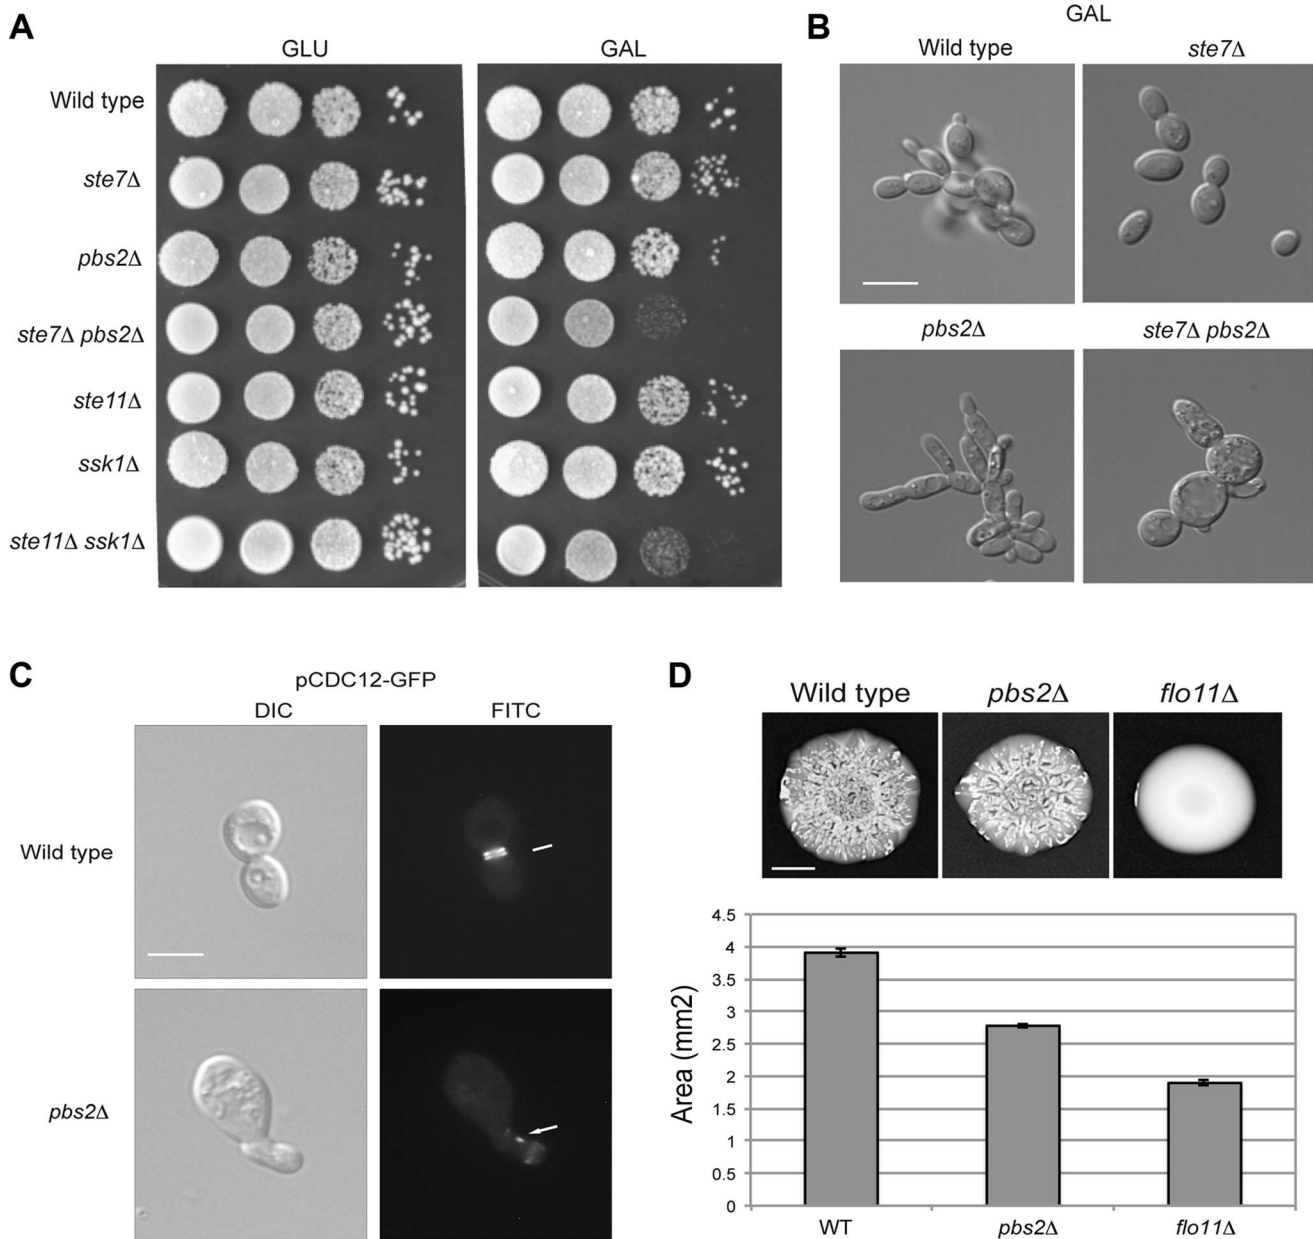 A
GLU
GAL
Wild type
ste7Δ
pbs2Δ
ste7Δ pbs2Δ
ste11Δ
ssk1Δ
ste11Δ ssk1Δ
B
GAL
Wild type
ste7Δ
pbs2Δ
ste7Δ pbs2Δ
C
pCDC12-GFP
DIC
FITC
Wild type
pbs2Δ
D
Wild type
pbs2Δ
flo11Δ
Area (mm2)
4.5
4
3.5
3
2.5
2
1.5
1
0.5
0
WT
pbs2Δ
flo11Δ